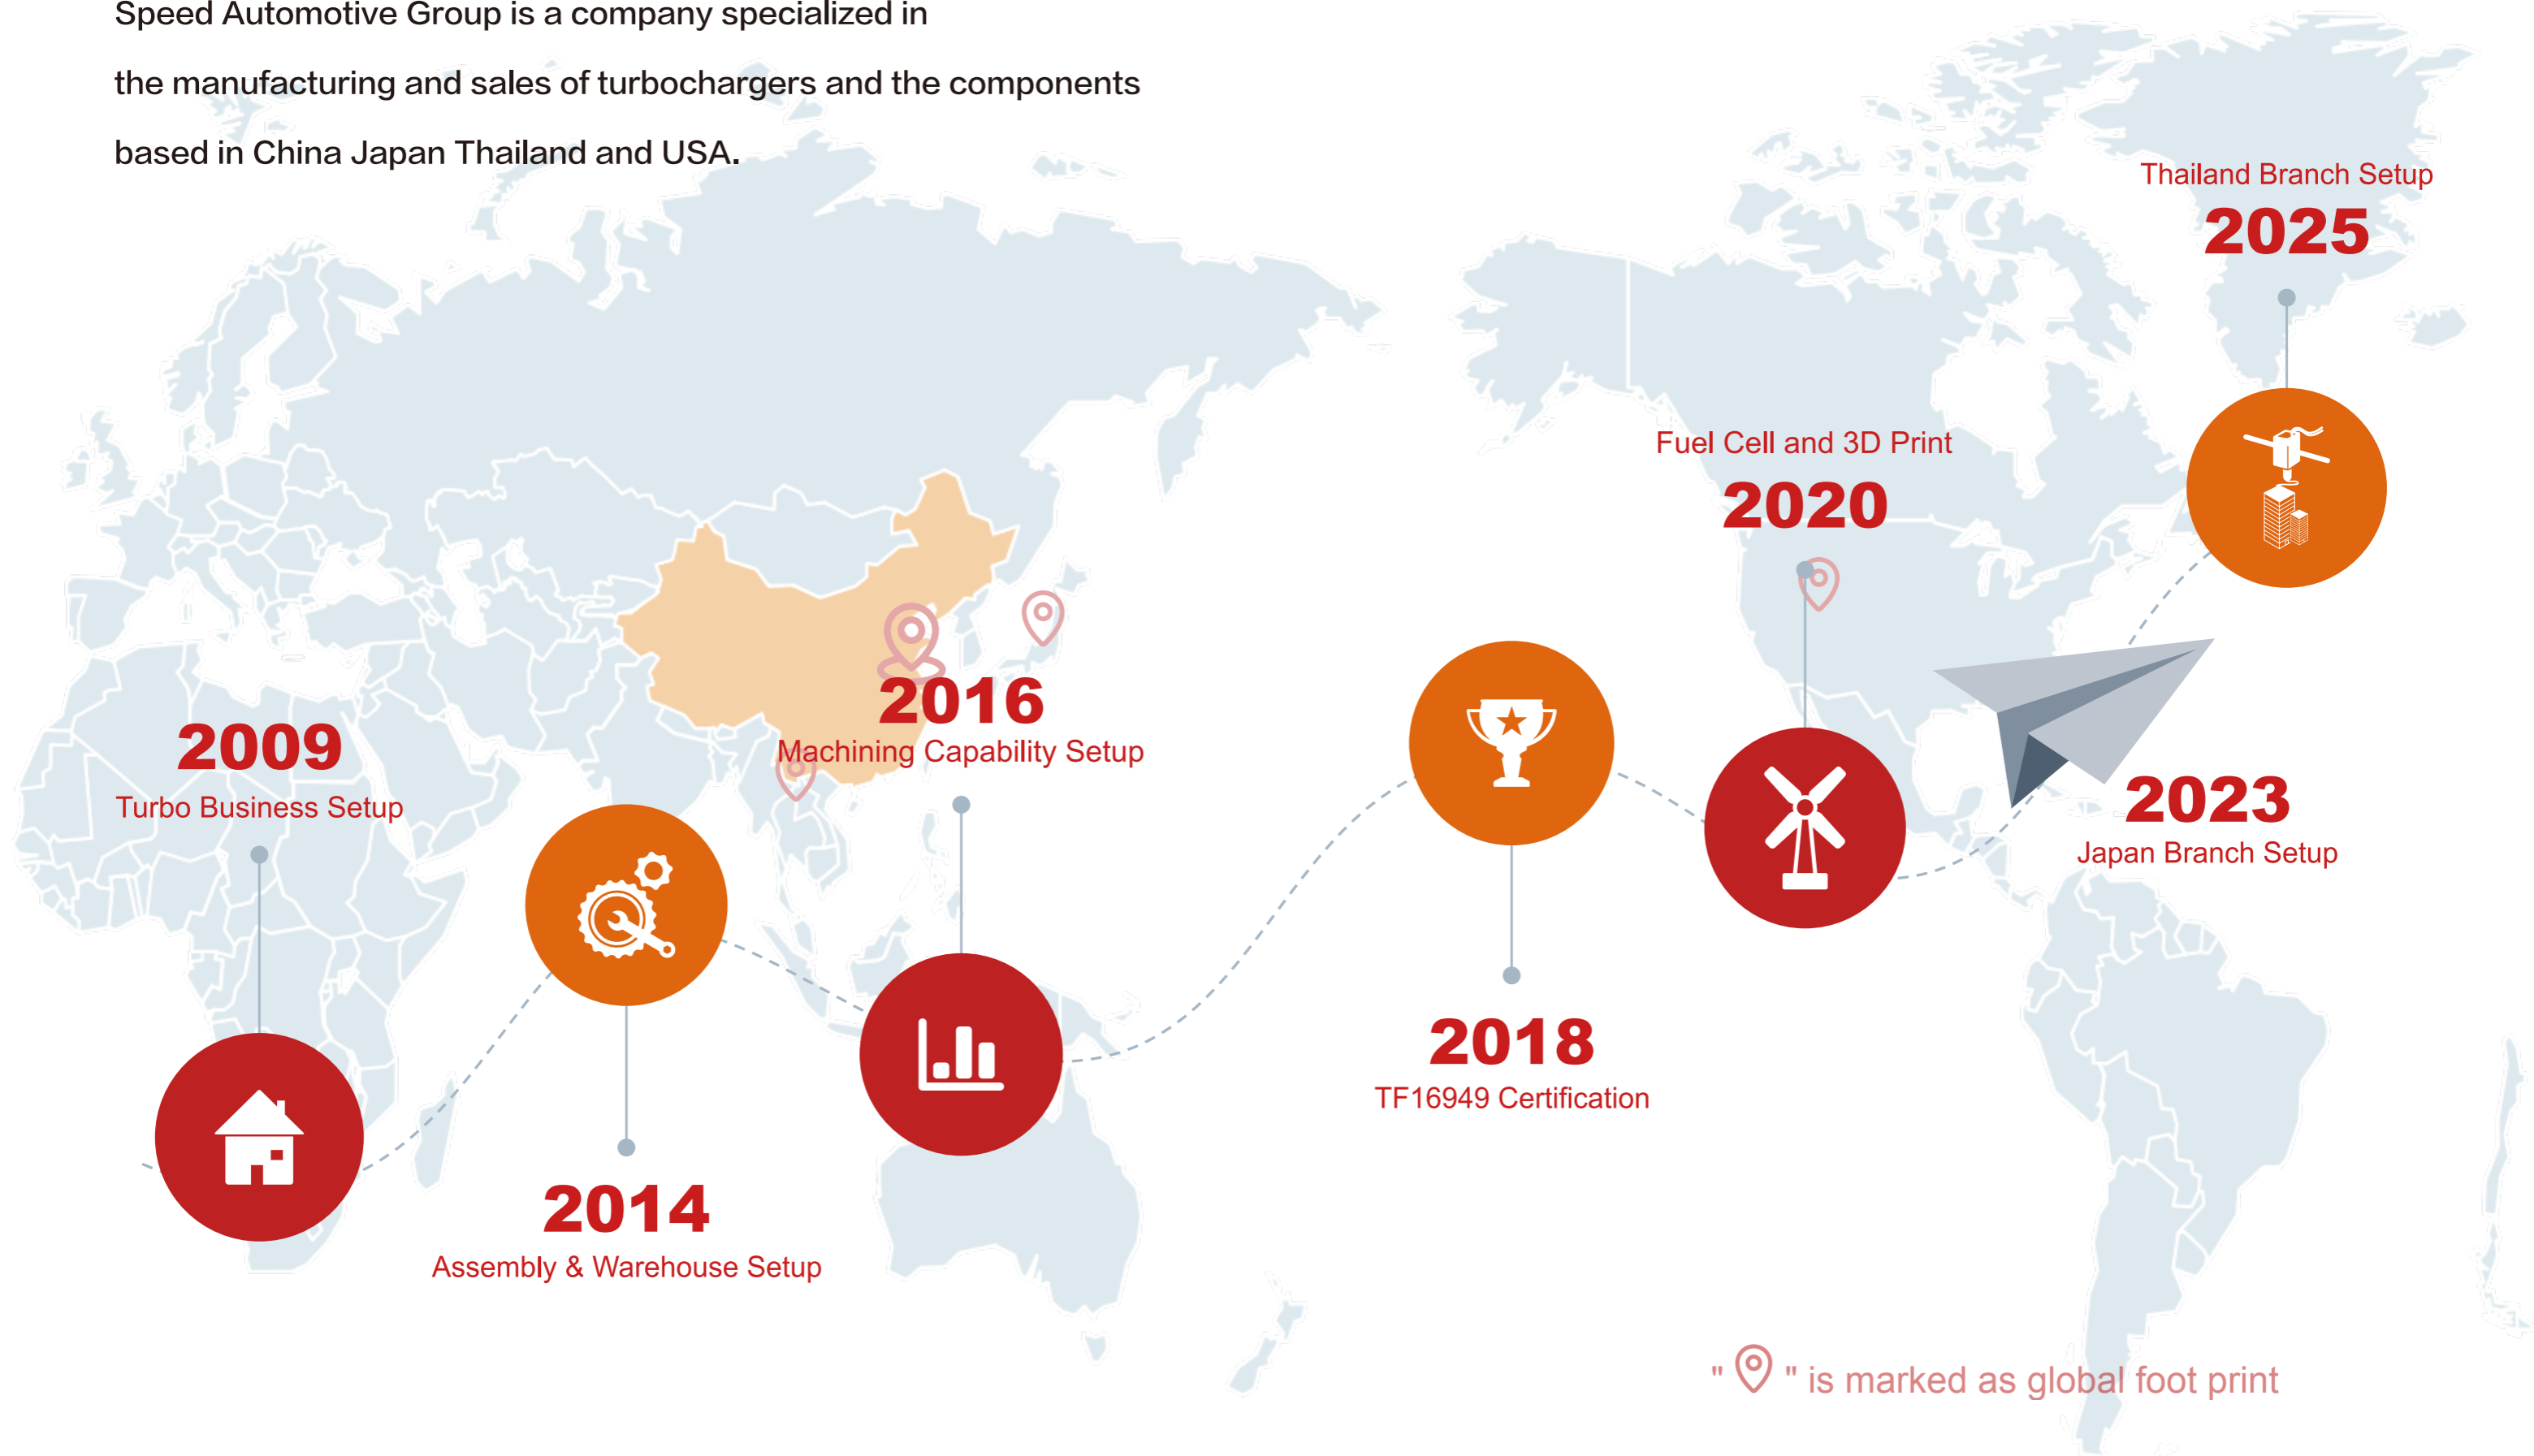 Speed Automotive Group is a company specialized in
the manufacturing and sales of turbochargers and the components
based in China Japan Thailand and USA.
2009
Turbo Business Setup
2014
Assembly & Warehouse Setup
2016
Machining Capability Setup
2018
TF16949 Certification
Fuel Cell and 3D Print
2020
2023
Japan Branch Setup
Thailand Branch Setup
2025
" " is marked as global foot print